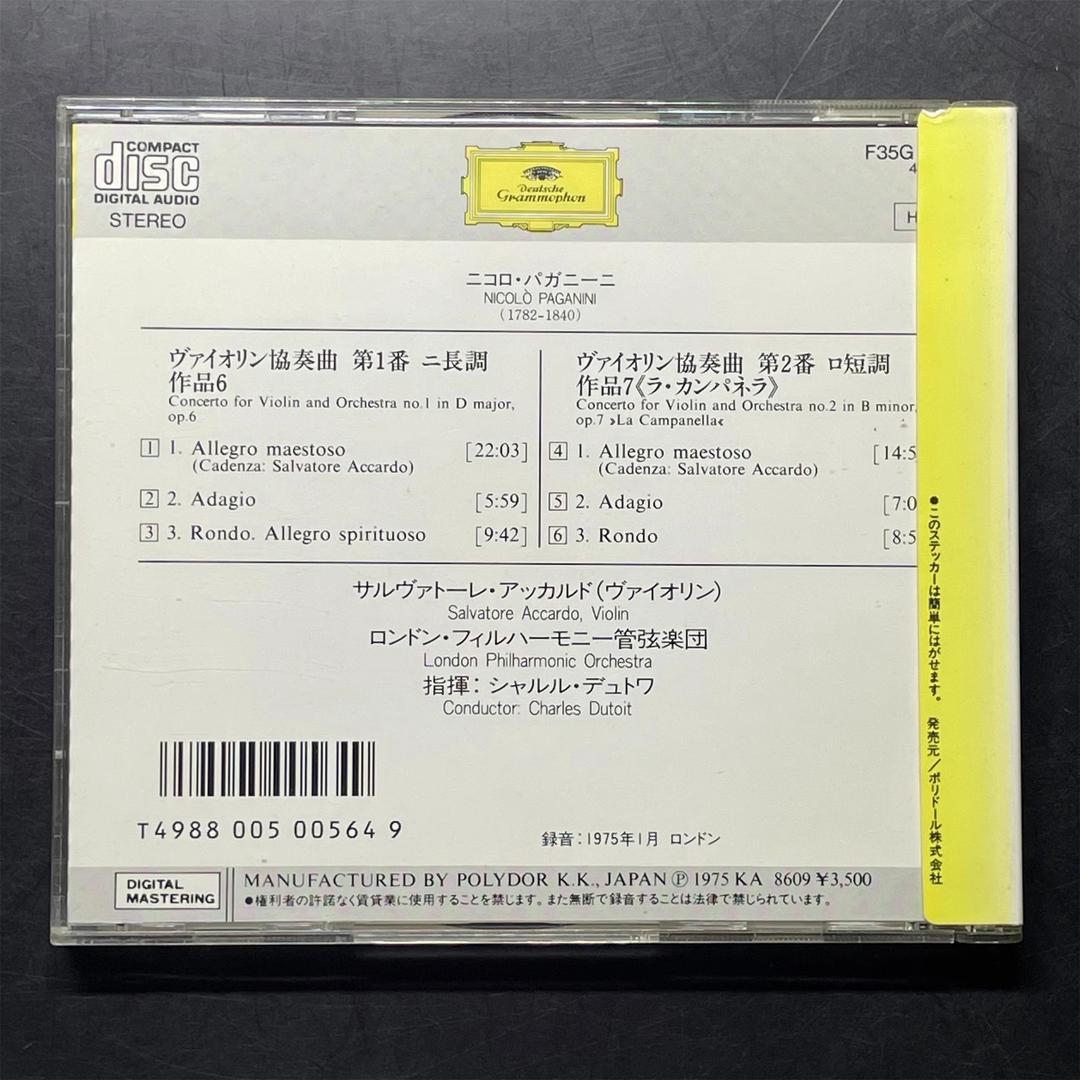 COMPACT
disc
DIGITAL AUDIO
STEREO
Deutsche
Grammophon
F35G
4
H
ニコロ・パガニーニ
NICOLÒ PAGANINI
(1782-1840)
ヴァイオリン協奏曲 第1番 ニ長調
作品6
Concerto for Violin and Orchestra no.1 in D major,
op.6
1 1. Allegro maestoso [22:03]
(Cadenza: Salvatore Accardo)
2 2. Adagio [5:59]
3 3. Rondo. Allegro spirituoso [9:42]
ヴァイオリン協奏曲 第2番 ロ短調
作品7《ラ・カンパネラ》
Concerto for Violin and Orchestra no.2 in B minor,
op.7 »La Campanella«
4 1. Allegro maestoso [14:5
(Cadenza: Salvatore Accardo)
5 2. Adagio [7:0
6 3. Rondo [8:5
サルヴァトーレ・アッカルド(ヴァイオリン)
Salvatore Accardo, Violin
ロンドン・フィルハーモニー管弦楽団
London Philharmonic Orchestra
指揮: シャルル・デュトワ
Conductor: Charles Dutoit
T4988 005 00564 9
録音:1975年1月 ロンドン
DIGITAL
MASTERING
MANUFACTURED BY POLYDOR K.K., JAPAN Ⓟ 1975 KA 8609 ¥3,500
●権利者の許諾なく賃貸業に使用することを禁じます。また無断で録音することは法律で禁じられています。
●このステッカーは簡単にはがせます。 発売元/ポリドール株式会社